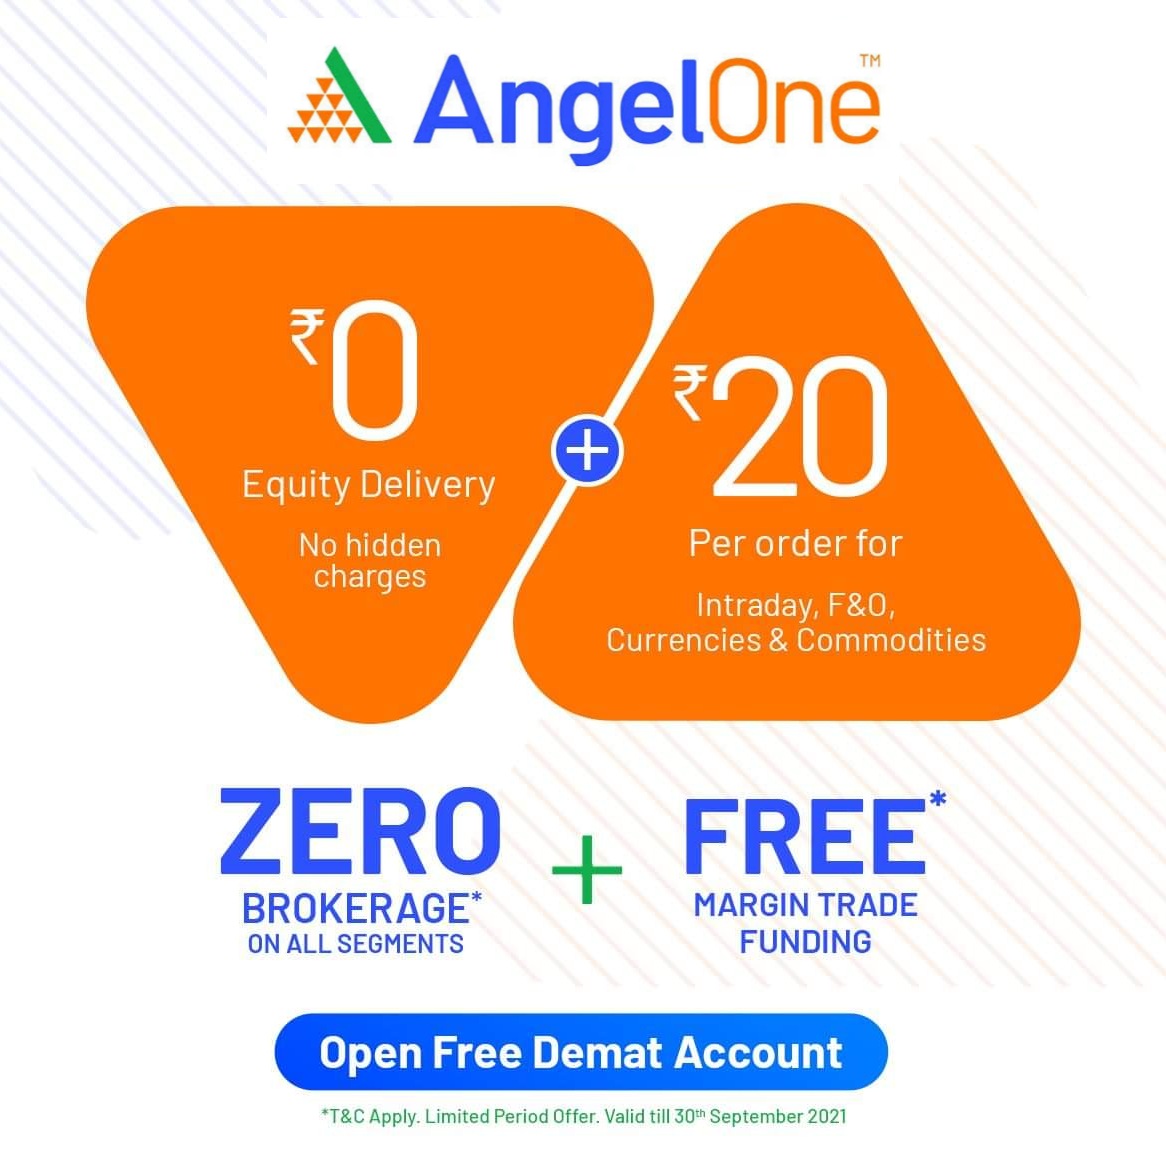 AngelOne™
₹0
Equity Delivery
No hidden
charges
+
₹20
Per order for
Intraday, F&O,
Currencies & Commodities
ZERO
BROKERAGE*
ON ALL SEGMENTS
+
FREE*
MARGIN TRADE
FUNDING
Open Free Demat Account
*T&C Apply. Limited Period Offer. Valid till 30th September 2021